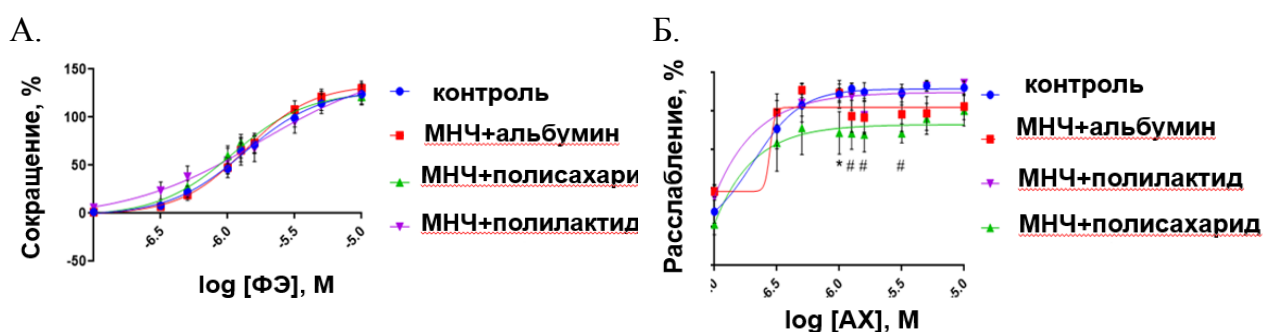 А.
Сокращение, %
150
100
50
0
-50
-6.5
-6.0
-5.5
-5.0
log [ФЭ], М
контроль
МНЧ+альбумин
МНЧ+полисахари
МНЧ+полилактид
Б.
Расслабление, %
* # # #
.0
-6.5
-6.0
-5.5
-5.0
log [АХ], М
контроль
МНЧ+альбумин
МНЧ+полилактид
МНЧ+полисахарид